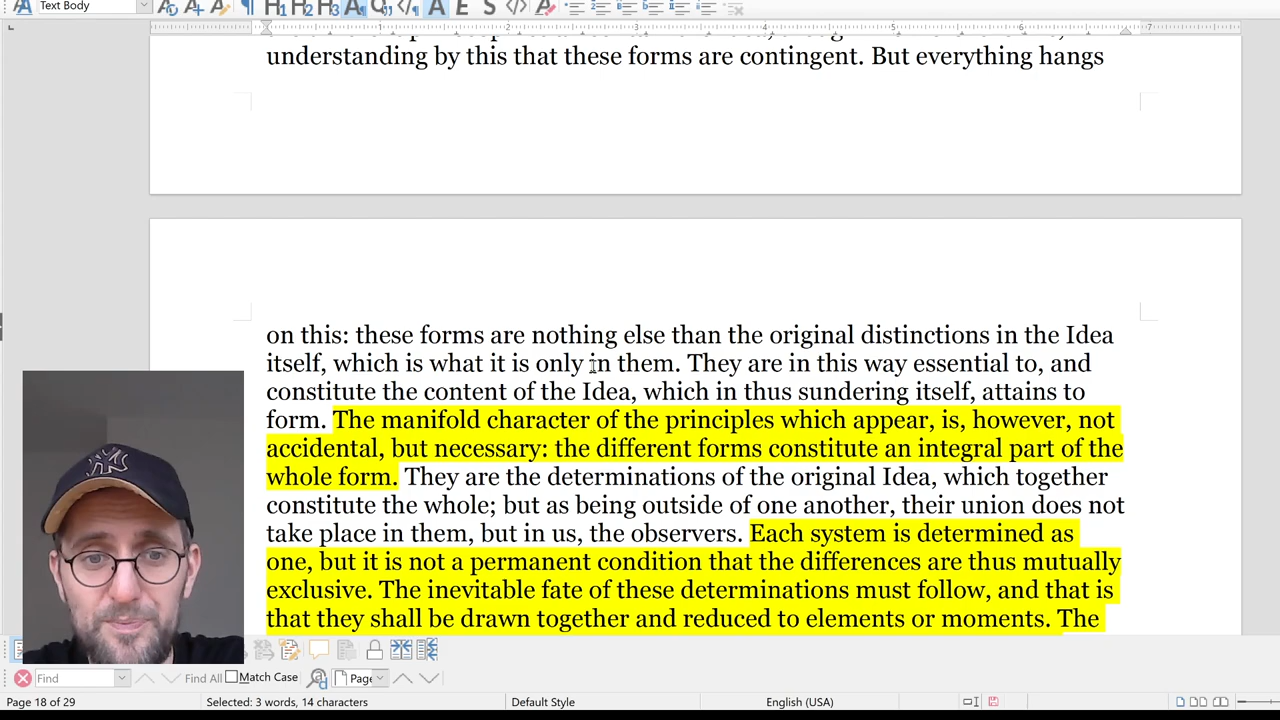 Text Body
H1 H2 H3
A E S
2 3 4 5 6 7
understanding by this that these forms are contingent. But everything hangs
on this: these forms are nothing else than the original distinctions in the Idea
itself, which is what it is only in them. They are in this way essential to, and
constitute the content of the Idea, which in thus sundering itself, attains to
form. The manifold character of the principles which appear, is, however, not
accidental, but necessary: the different forms constitute an integral part of the
whole form. They are the determinations of the original Idea, which together
constitute the whole; but as being outside of one another, their union does not
take place in them, but in us, the observers. Each system is determined as
one, but it is not a permanent condition that the differences are thus mutually
exclusive. The inevitable fate of these determinations must follow, and that is
that they shall be drawn together and reduced to elements or moments. The
Find
Find All
Match Case
Page
Page 18 of 29
Selected: 3 words, 14 characters
Default Style
English (USA)